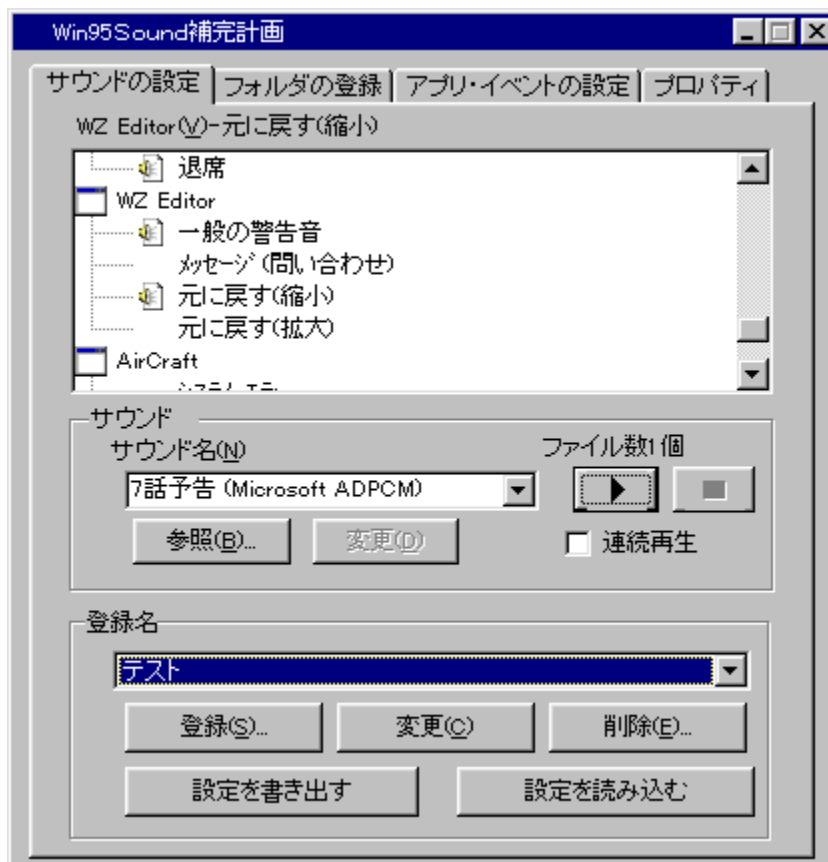 Win95Sound補完計画
サウンドの設定 フォルダの登録 アプリ・イベントの設定 プロパティ
WZ Editor(V)-元に戻す(縮小)
退席
WZ Editor
一般の警告音
メッセージ(問い合わせ)
元に戻す(縮小)
元に戻す(拡大)
AirCraft
サウンド
サウンド名(N) ファイル数1個
7話予告 (Microsoft ADPCM)
参照(B)... 変更(D) 連続再生
登録名
テスト
登録(S)... 変更(C) 削除(E)...
設定を書き出す 設定を読み込む